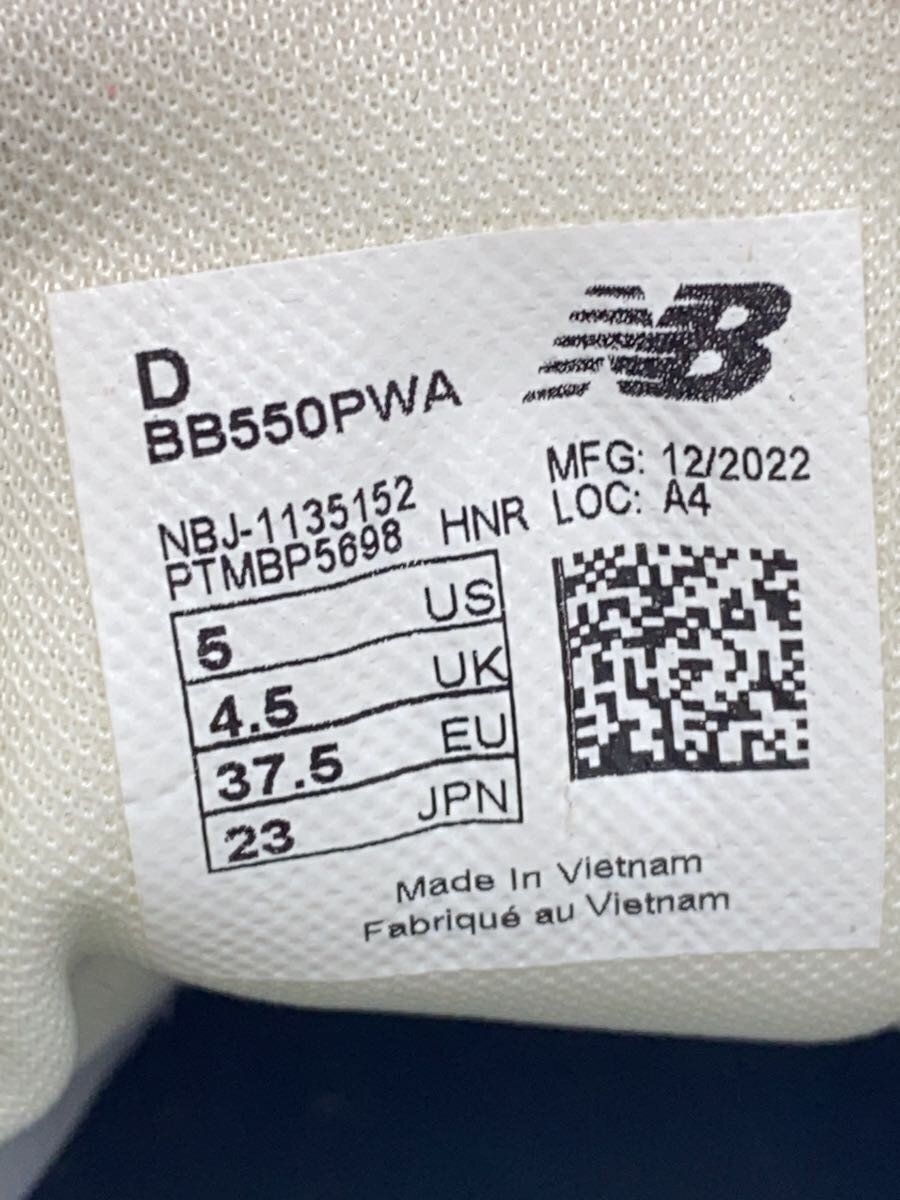 NB
D
BB550PWA
MFG: 12/2022
NBJ-1135152
LOC: A4
PTMBP5698 HNR
5 US
4.5 UK
37.5 EU
23 JPN
Made In Vietnam
Fabriqué au Vietnam